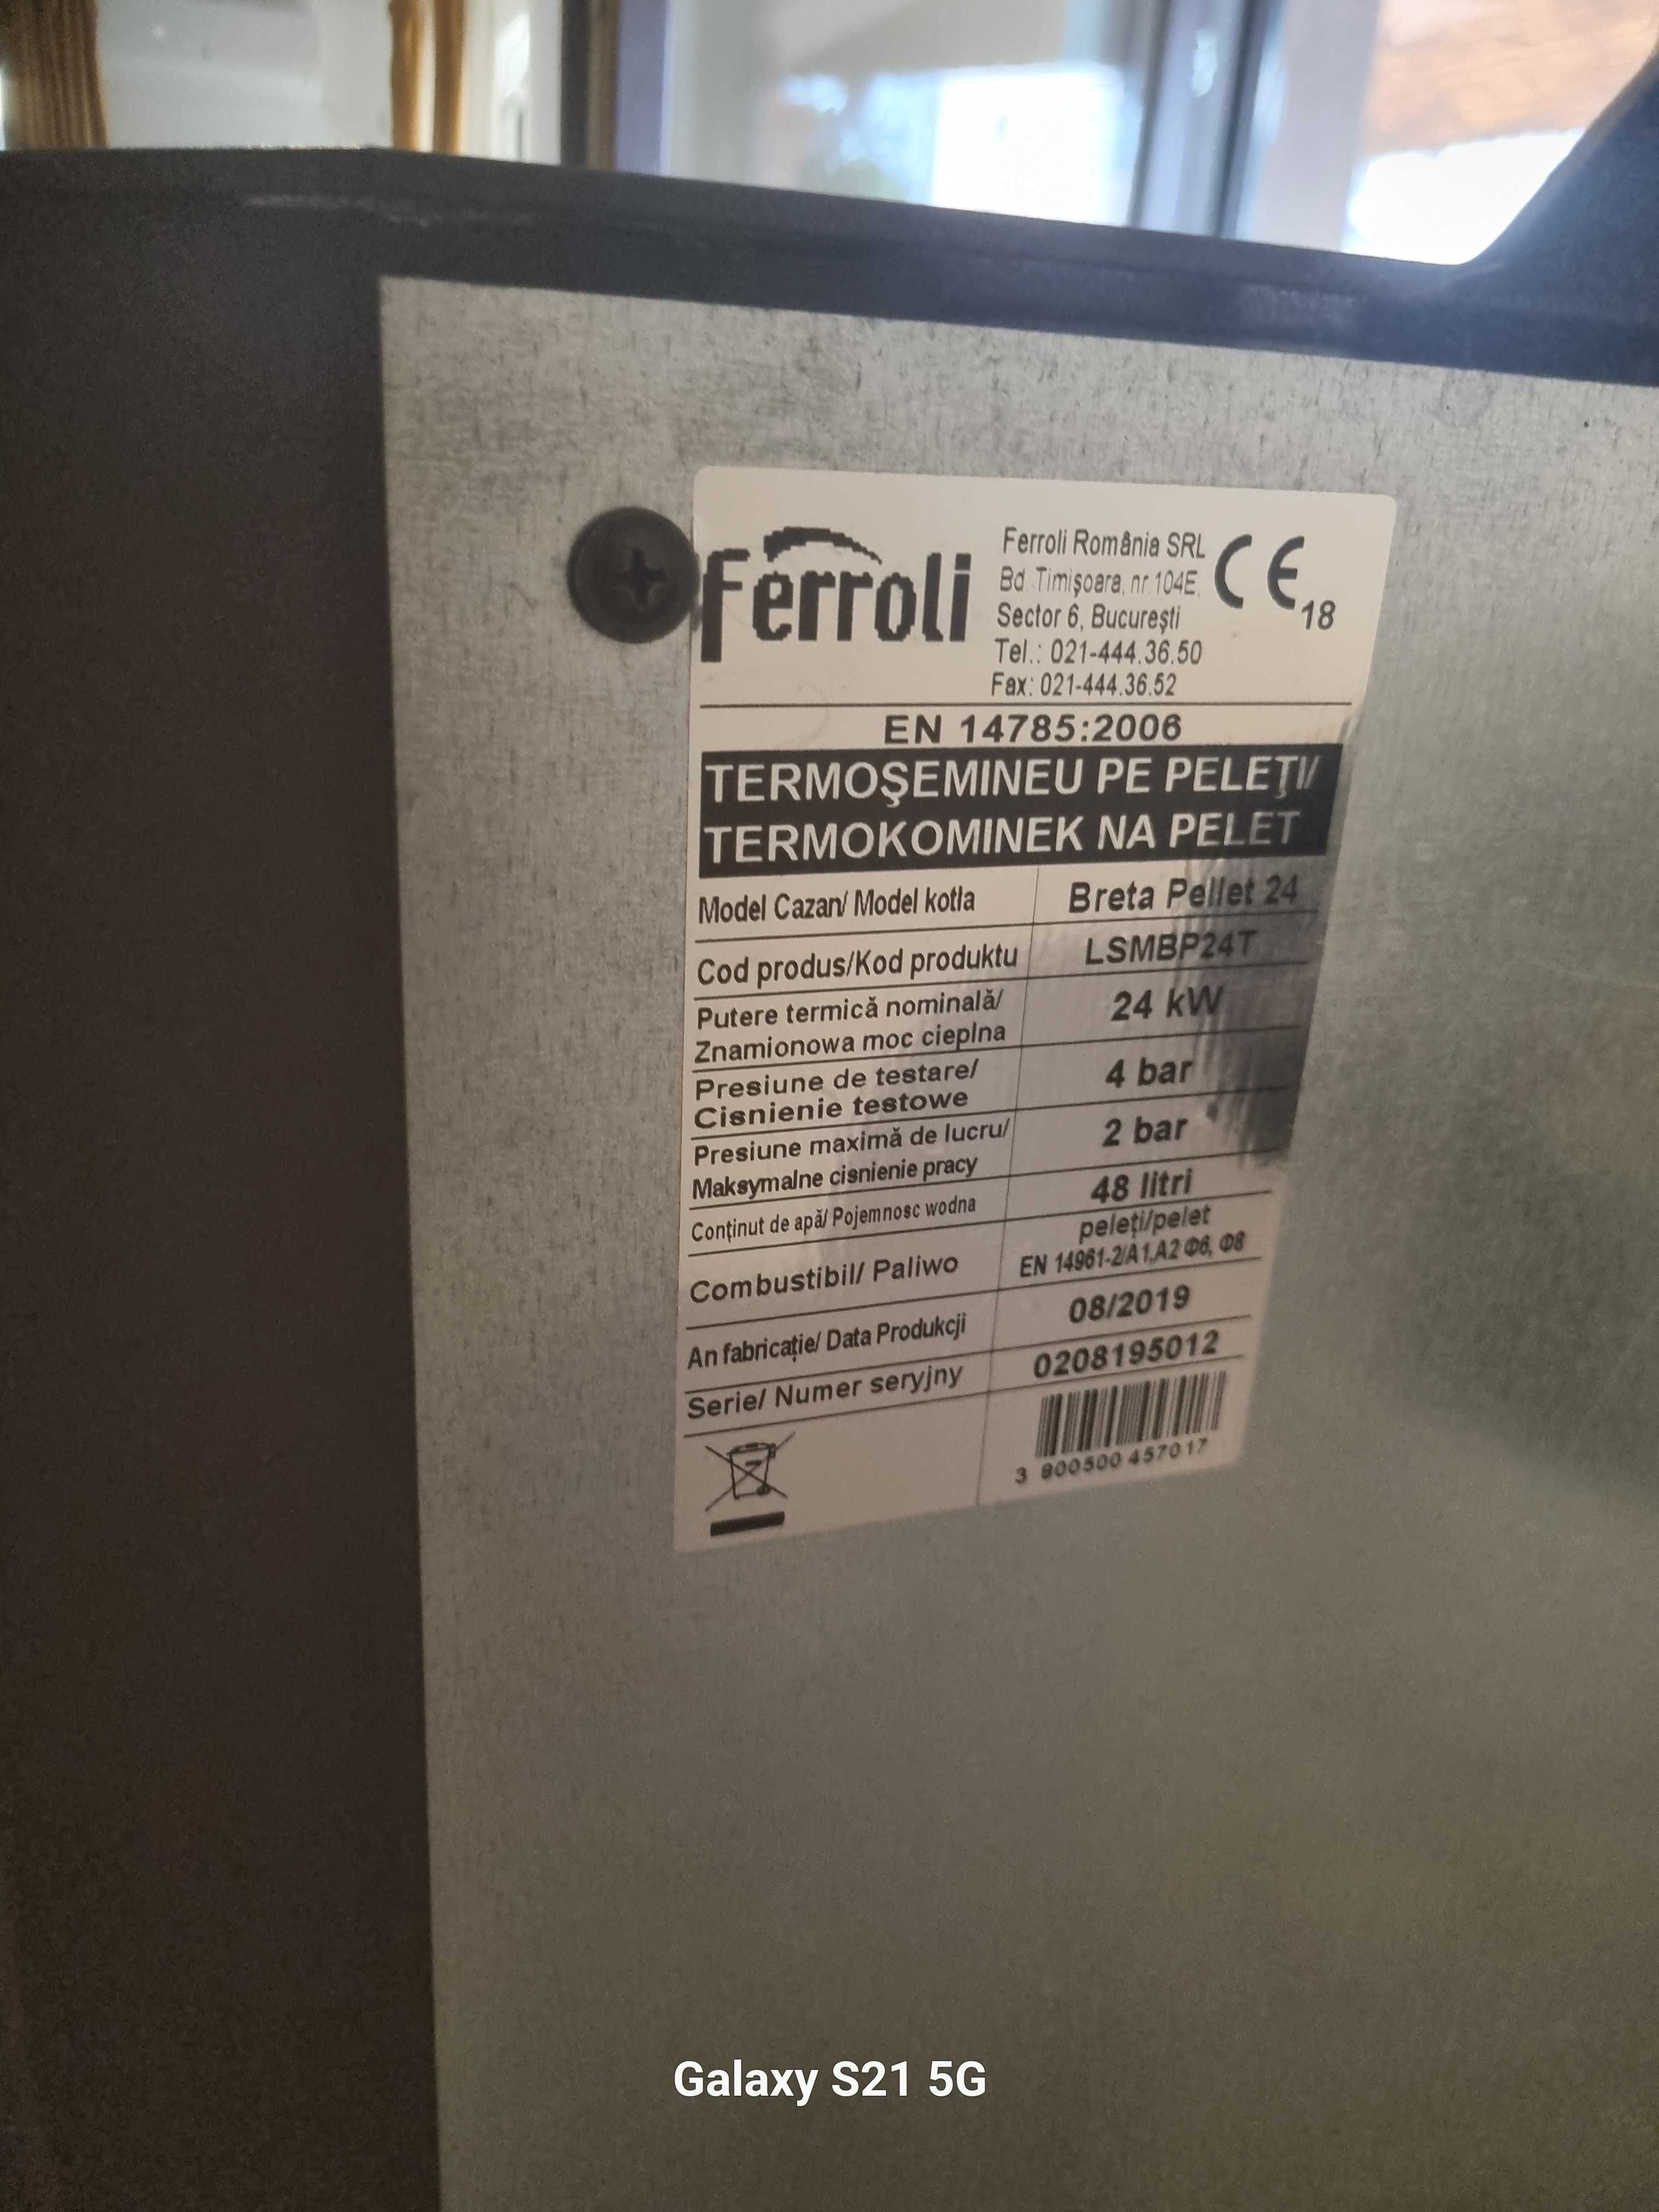 Ferroli
Ferroli România SRL
Bd. Timişoara, nr.104E,
Sector 6, Bucureşti
Tel.: 021-444.36.50
Fax: 021-444.36.52
CE 18
EN 14785:2006
TERMOŞEMINEU PE PELEŢI/
TERMOKOMINEK NA PELET
Model Cazan/ Model kotla Breta Pellet 24
Cod produs/Kod produktu LSMBP24T
Putere termică nominală/
Znamionowa moc cieplna 24 kW
Presiune de testare/
Cisnienie testowe 4 bar
Presiune maximă de lucru/
Maksymalne cisnienie pracy 2 bar
Conţinut de apă/ Pojemnosc wodna 48 litri
Combustibil/ Paliwo peleţi/pelet
EN 14961-2/A1,A2 Φ6, Φ8
An fabricaţie/ Data Produkcji 08/2019
Serie/ Numer seryjny 0208195012
3 800500 457017
Galaxy S21 5G